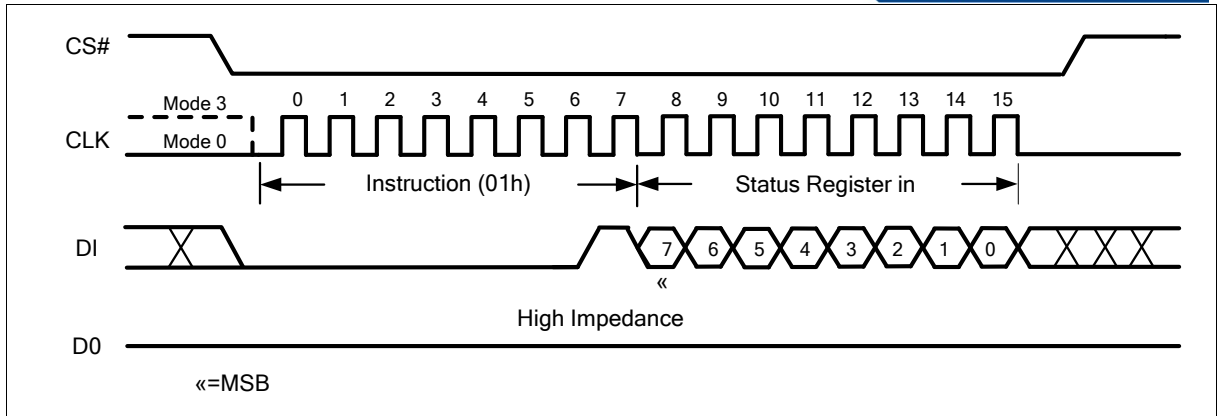 CS#
Mode 3
0 1 2 3 4 5 6 7 8 9 10 11 12 13 14 15
CLK
Mode 0
Instruction (01h)
Status Register in
DI
7 6 5 4 3 2 1 0
«
High Impedance
D0
«=MSB